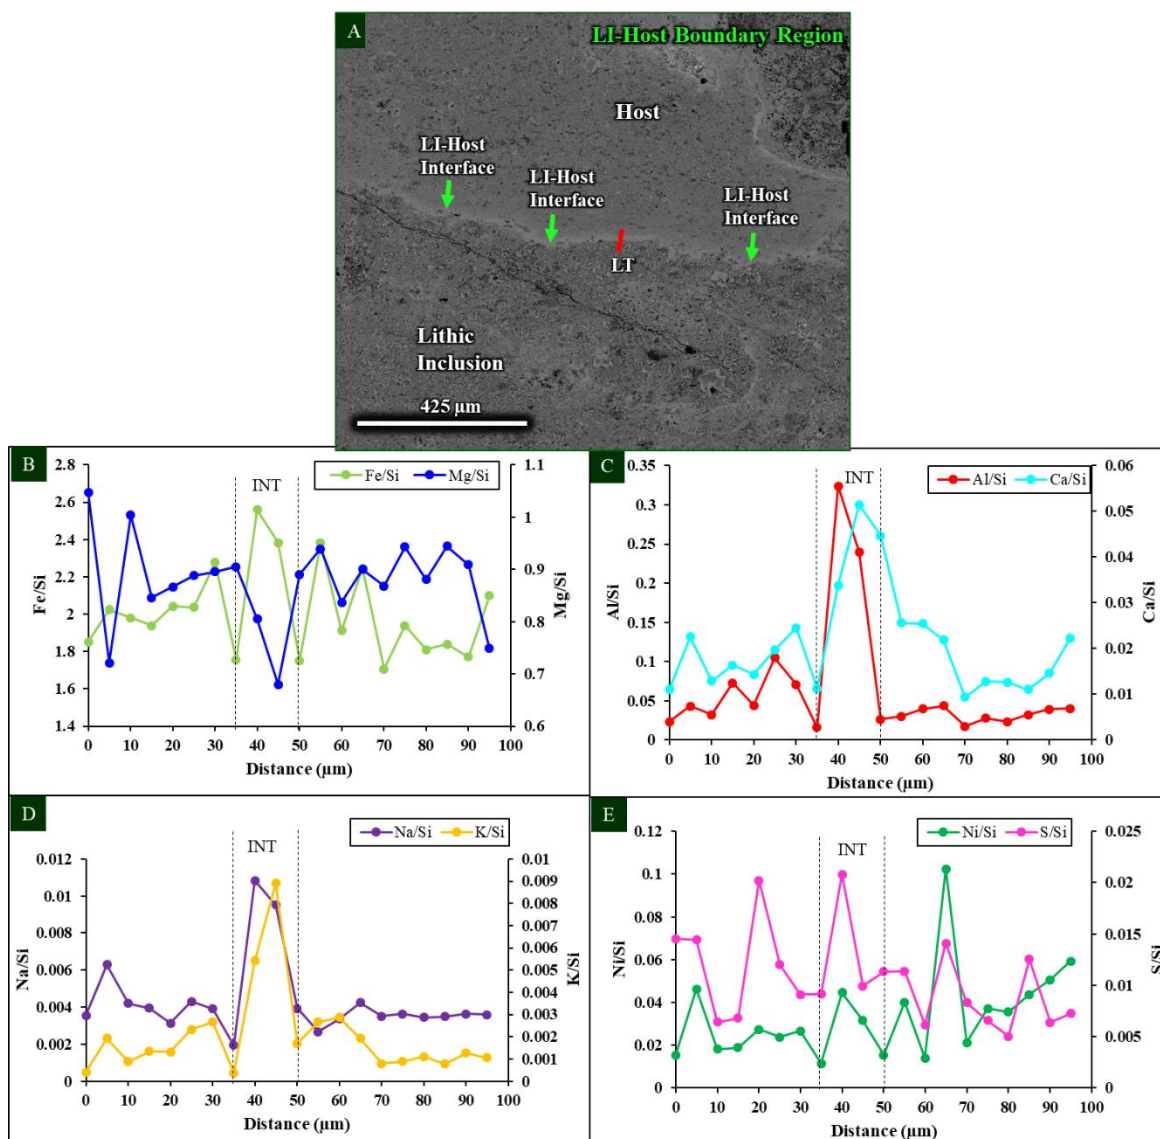 A
LI-Host Boundary Region
Host
LI-Host
Interface
LI-Host
Interface
LI-Host
Interface
LT
Lithic
Inclusion
425 µm
B
Fe/Si
Mg/Si
INT
2.8
2.6
2.4
2.2
2
1.8
1.6
1.4
Fe/Si
1.1
1
0.9
0.8
0.7
0.6
Mg/Si
0 10 20 30 40 50 60 70 80 90 100
Distance (µm)
C
Al/Si
Ca/Si
INT
0.35
0.3
0.25
0.2
0.15
0.1
0.05
0
Al/Si
0.06
0.05
0.04
0.03
0.02
0.01
0
Ca/Si
0 10 20 30 40 50 60 70 80 90 100
Distance (µm)
D
Na/Si
K/Si
INT
0.012
0.01
0.008
0.006
0.004
0.002
0
Na/Si
0.01
0.009
0.008
0.007
0.006
0.005
0.004
0.003
0.002
0.001
0
K/Si
0 10 20 30 40 50 60 70 80 90 100
Distance (µm)
E
Ni/Si
S/Si
INT
0.12
0.1
0.08
0.06
0.04
0.02
0
Ni/Si
0.025
0.02
0.015
0.01
0.005
0
S/Si
0 10 20 30 40 50 60 70 80 90 100
Distance (µm)